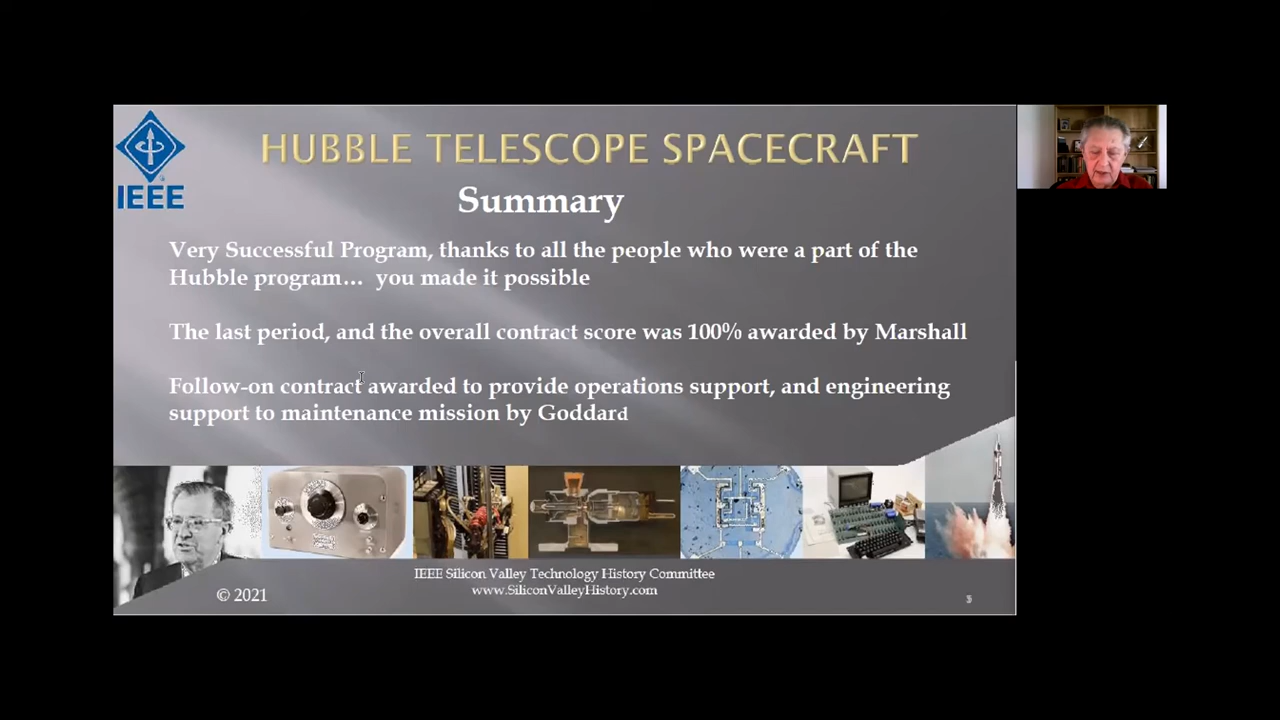 IEEE
HUBBLE TELESCOPE SPACECRAFT
Summary
Very Successful Program, thanks to all the people who were a part of the
Hubble program… you made it possible
The last period, and the overall contract score was 100% awarded by Marshall
Follow-on contract awarded to provide operations support, and engineering
support to maintenance mission by Goddard
IEEE Silicon Valley Technology History Committee
www.SiliconValleyHistory.com
© 2021